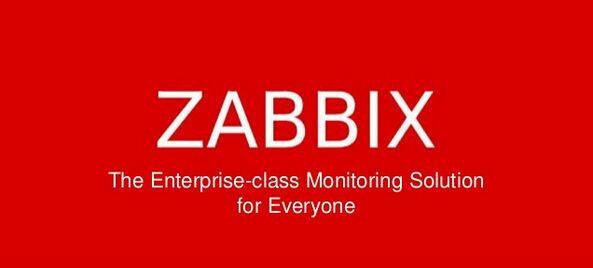 ZABBIX
The Enterprise-class Monitoring Solution
for Everyone